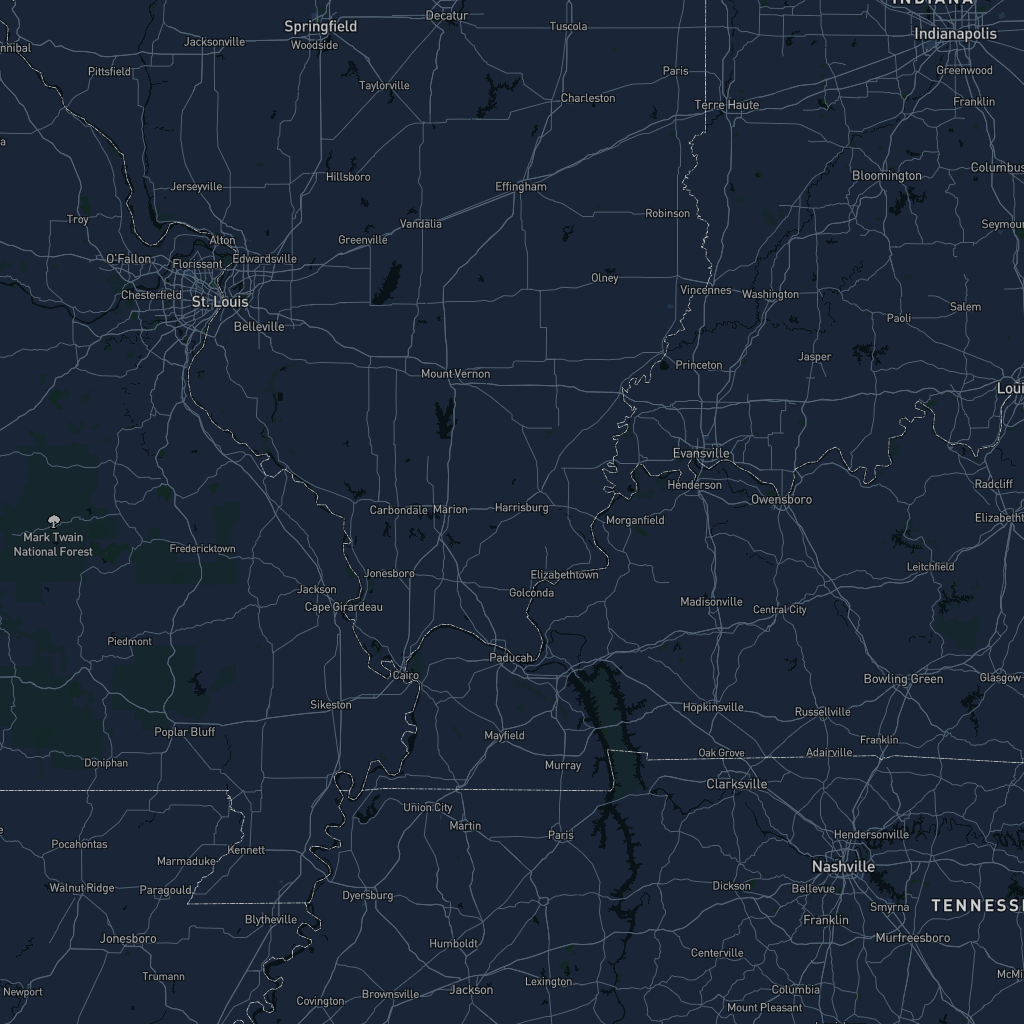 INDIANA
Springfield
Decatur
Tuscola
Indianapolis
Jacksonville
Woodside
nnibal
Pittsfield
Paris
Greenwood
Taylorville
Charleston
Terre Haute
Franklin
a
Columbus
Bloomington
Hillsboro
Jerseyville
Effingham
Robinson
Troy
Vandalia
Seymou
Alton
Greenville
O'Fallon
Florissant
Edwardsville
Olney
Chesterfield
St. Louis
Vincennes
Washington
Salem
Belleville
Paoli
Jasper
Princeton
Mount Vernon
Loui
Evansville
Henderson
Radcliff
Owensboro
Carbondale
Marion
Harrisburg
Morganfield
Elizabetht
Mark Twain
National Forest
Fredericktown
Jonesboro
Elizabethtown
Leitchfield
Jackson
Golconda
Cape Girardeau
Madisonville
Central City
Piedmont
Paducah
Cairo
Bowling Green
Glasgow
Sikeston
Hopkinsville
Russellville
Poplar Bluff
Mayfield
Franklin
Oak Grove
Adairville
Doniphan
Murray
Clarksville
Union City
Martin
e
Paris
Hendersonville
Pocahontas
Kennett
Marmaduke
Nashville
Walnut Ridge
Paragould
Dyersburg
Dickson
Bellevue
Smyrna
TENNESS
Blytheville
Franklin
Jonesboro
Humboldt
Murfreesboro
Centerville
Trumann
Lexington
McMi
Newport
Covington
Brownsville
Jackson
Columbia
Mount Pleasant